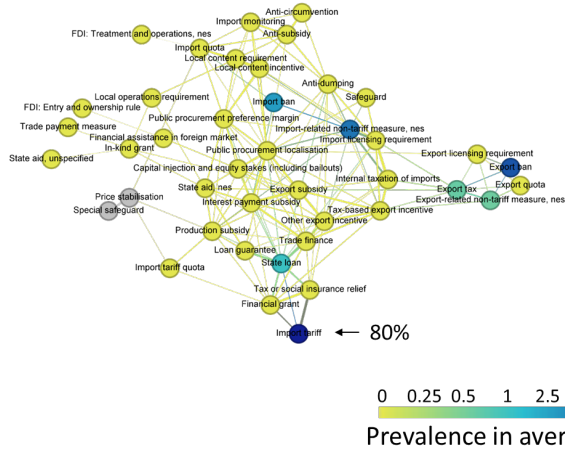 Anti-circumvention
Import monitoring
FDI: Treatment and operations, nes
Anti-subsidy
Import quota
Local content requirement
Local content incentive
Anti-dumping
Local operations requirement
Import ban
Safeguard
FDI: Entry and ownership rule
Public procurement preference margin
Trade payment measure
Import-related non-tariff measure, nes
Financial assistance in foreign market
Import licensing requirement
In-kind grant
Public procurement localisation
Export licensing requirement
State aid, unspecified
Capital injection and equity stakes (including bailouts)
Export ban
Internal taxation of imports
State aid, nes
Export subsidy
Export tax
Export quota
Price stabilisation
Interest payment subsidy
Export-related non-tariff measure, nes
Special safeguard
Tax-based export incentive
Other export incentive
Production subsidy
Trade finance
Loan guarantee
State loan
Import tariff quota
Tax or social insurance relief
Financial grant
Import tariff
80%
0 0.25 0.5 1 2.5
Prevalence in aver